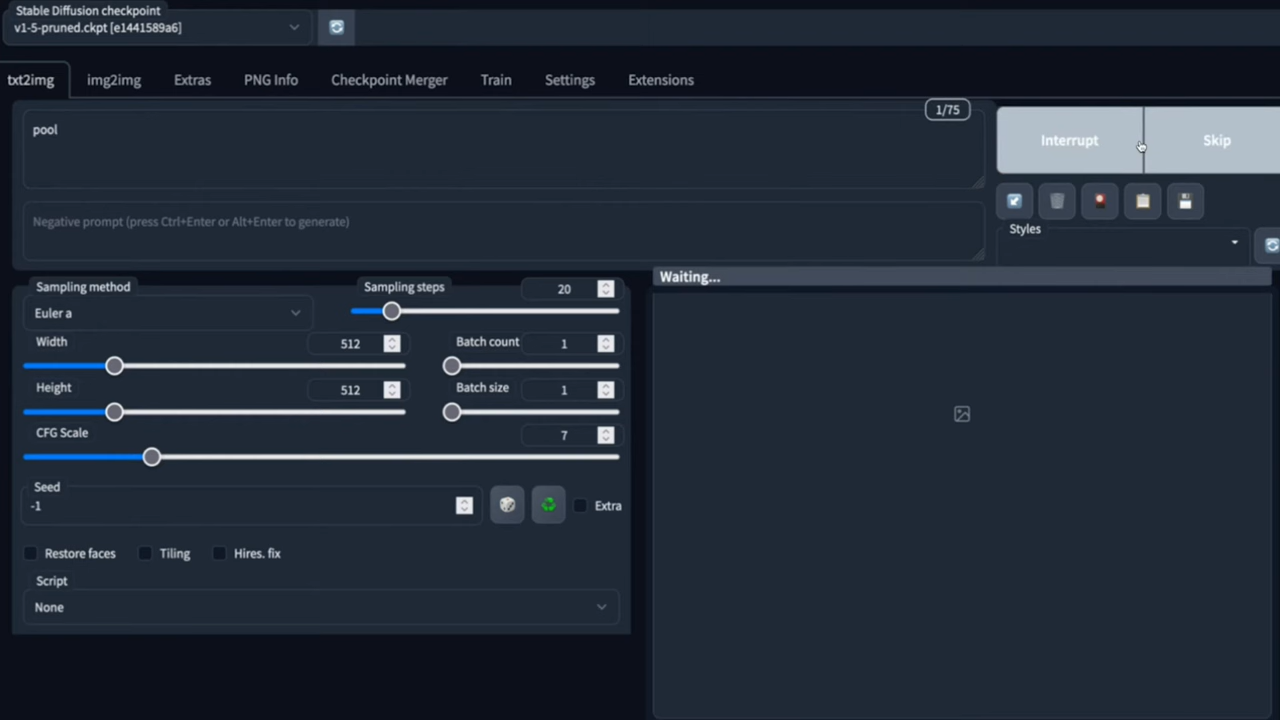 Stable Diffusion checkpoint
v1-5-pruned.ckpt [e1441589a6]
txt2img img2img Extras PNG Info Checkpoint Merger Train Settings Extensions
1/75
pool
Interrupt Skip
Negative prompt (press Ctrl+Enter or Alt+Enter to generate)
Styles
Waiting...
Sampling method
Euler a
Sampling steps 20
Width 512
Batch count 1
Height 512
Batch size 1
CFG Scale 7
Seed
-1
Extra
Restore faces Tiling Hires. fix
Script
None